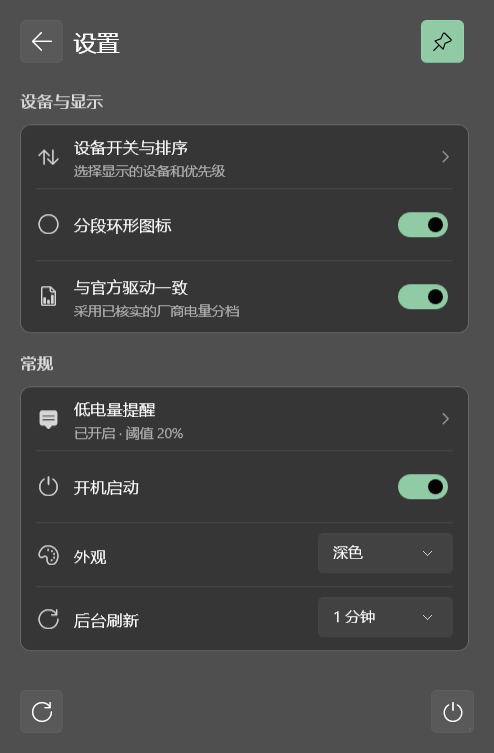 设置
设备与显示
设备开关与排序
选择显示的设备和优先级
分段环形图标
与官方驱动一致
采用已核实的厂商电量分档
常规
低电量提醒
已开启 · 阈值 20%
开机启动
外观
深色
后台刷新
1 分钟